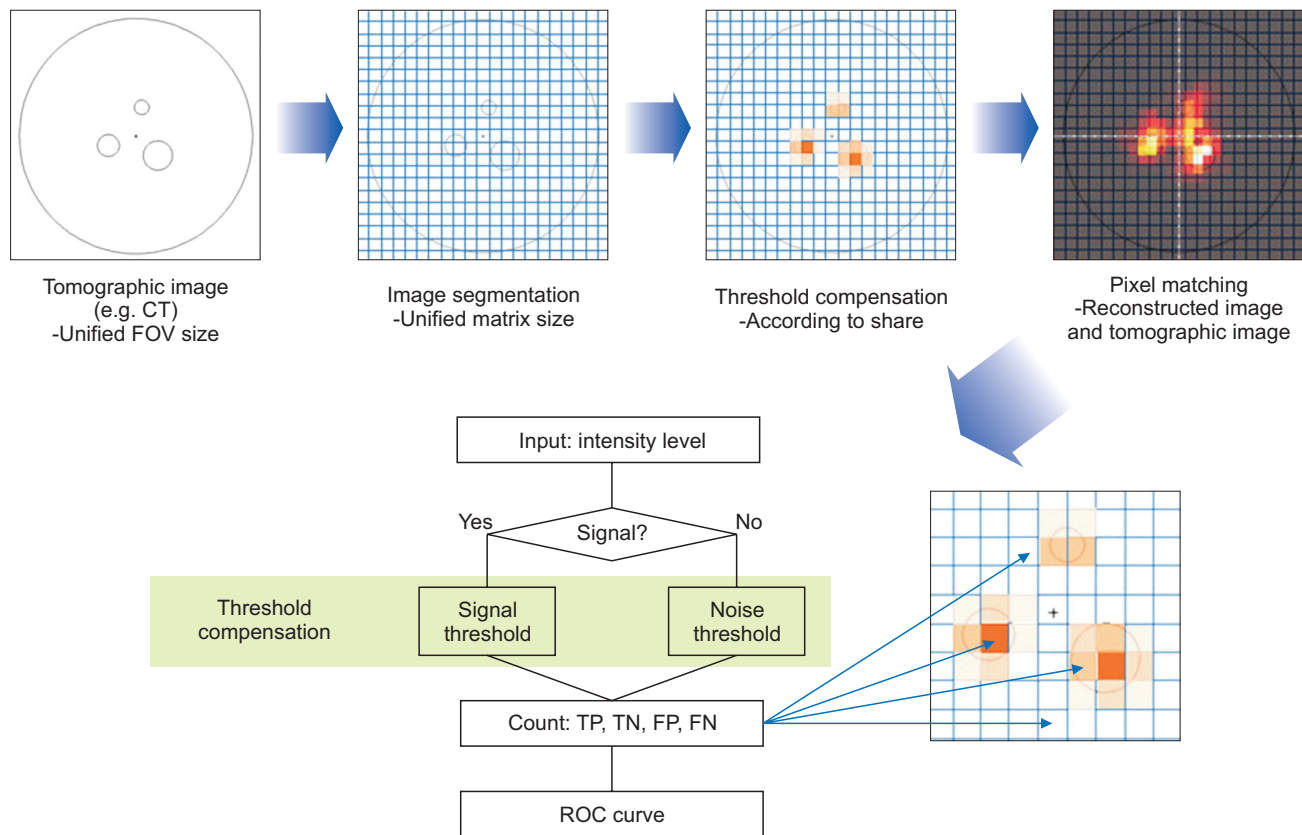 Tomographic image
(e.g. CT)
-Unified FOV size
Image segmentation
-Unified matrix size
Threshold compensation
-According to share
Pixel matching
-Reconstructed image
and tomographic image
Input: intensity level
Yes
Signal?
No
Threshold
compensation
Signal
threshold
Noise
threshold
Count: TP, TN, FP, FN
ROC curve